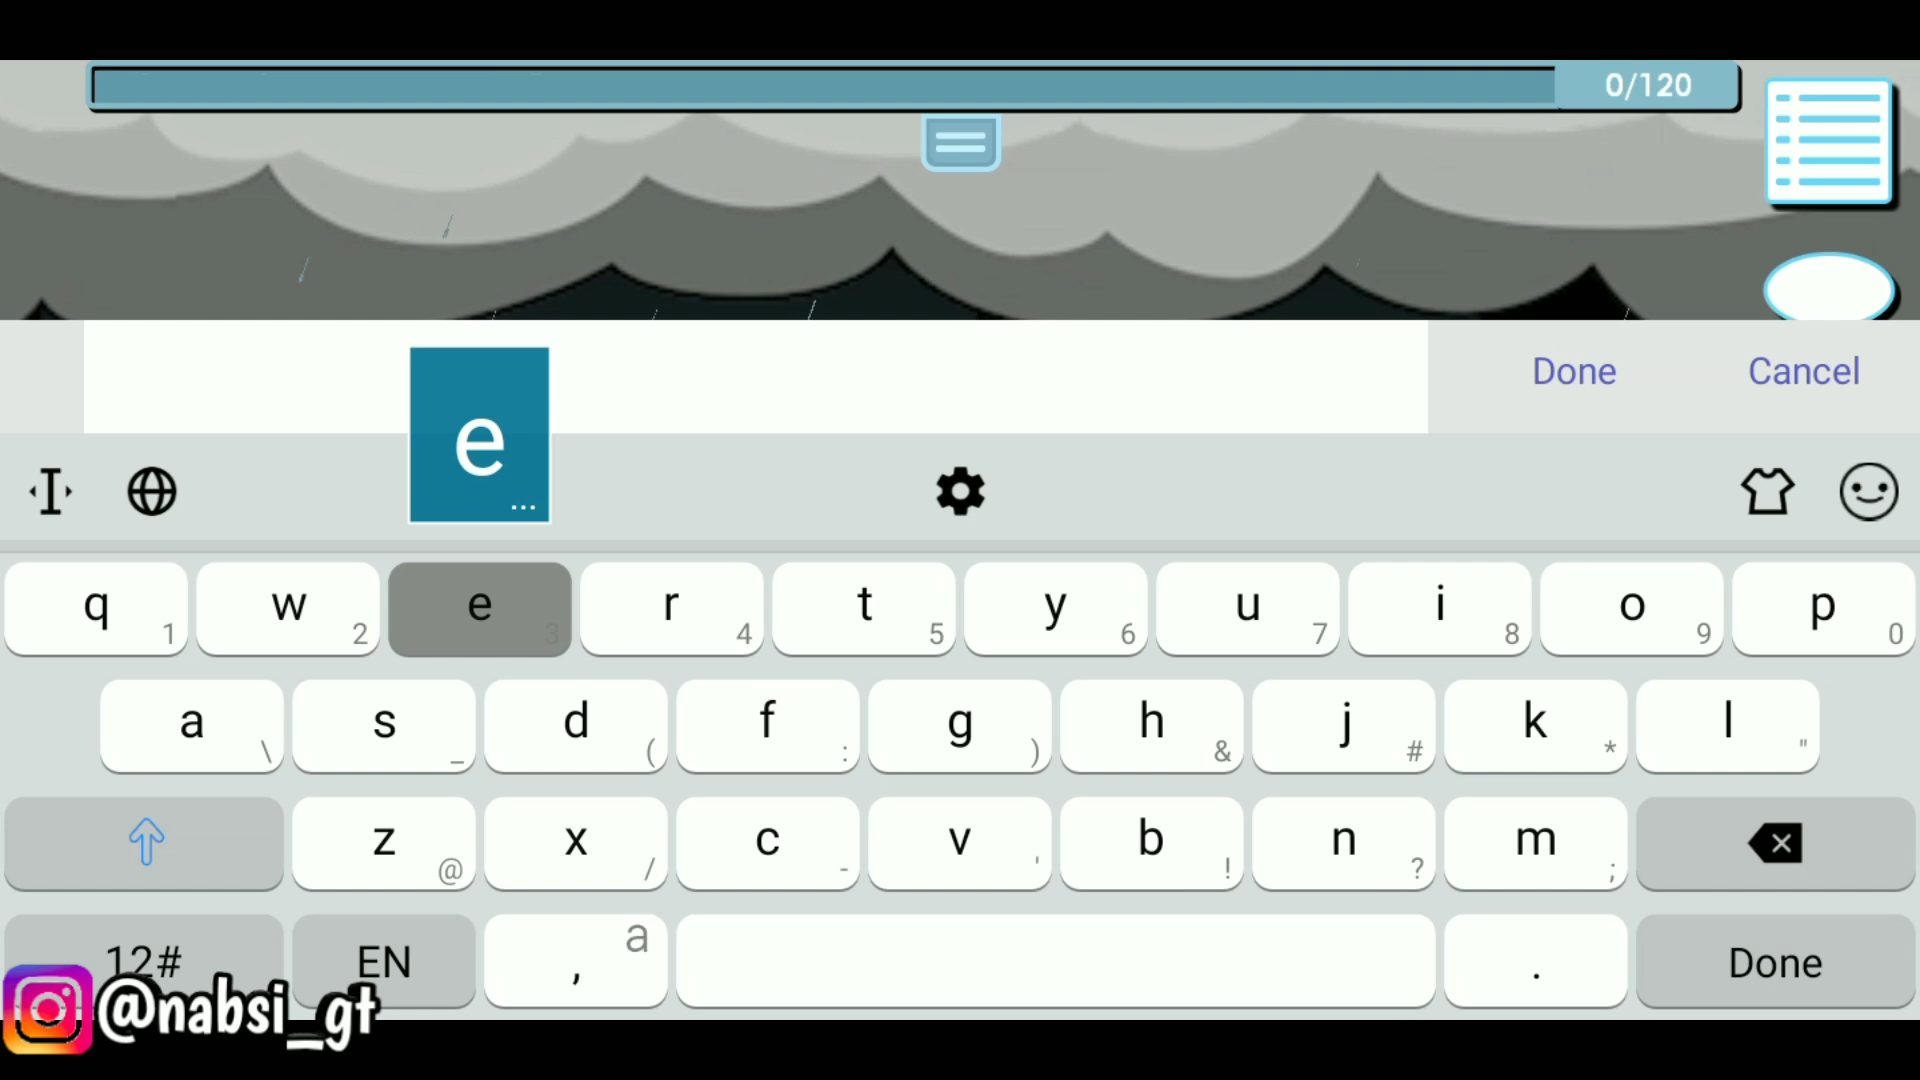 0/120
Done Cancel
e
...
q 1 w 2 e 3 r 4 t 5 y 6 u 7 i 8 o 9 p 0
a \ s _ d ( f : g ) h & j # k * l "
z @ x / c - v ' b ! n ? m ;
12# EN , a . Done
@nabsi_gt